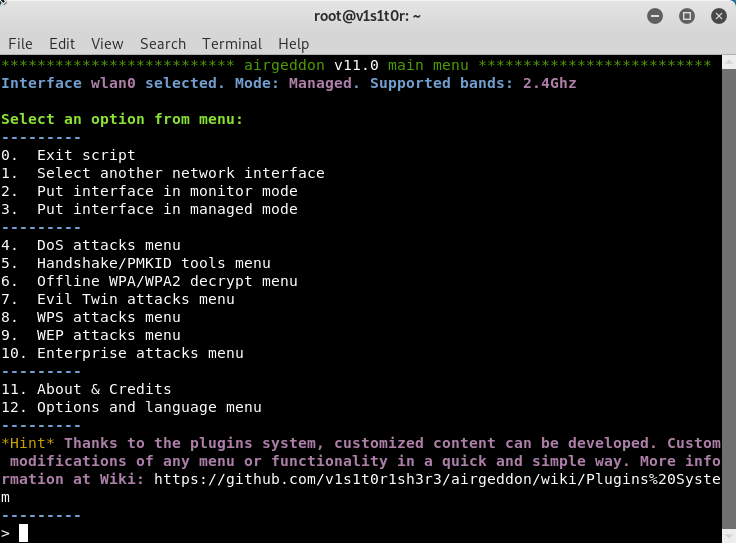 root@v1s1t0r: ~
File Edit View Search Terminal Help
************************** airgeddon v11.0 main menu **************************
Interface wlan0 selected. Mode: Managed. Supported bands: 2.4Ghz
Select an option from menu:
---------
0.  Exit script
1.  Select another network interface
2.  Put interface in monitor mode
3.  Put interface in managed mode
---------
4.  DoS attacks menu
5.  Handshake/PMKID tools menu
6.  Offline WPA/WPA2 decrypt menu
7.  Evil Twin attacks menu
8.  WPS attacks menu
9.  WEP attacks menu
10. Enterprise attacks menu
---------
11. About & Credits
12. Options and language menu
---------
*Hint* Thanks to the plugins system, customized content can be developed. Custom
 modifications of any menu or functionality in a quick and simple way. More info
rmation at Wiki: https://github.com/v1s1t0r1sh3r3/airgeddon/wiki/Plugins%20Syste
m
---------
>